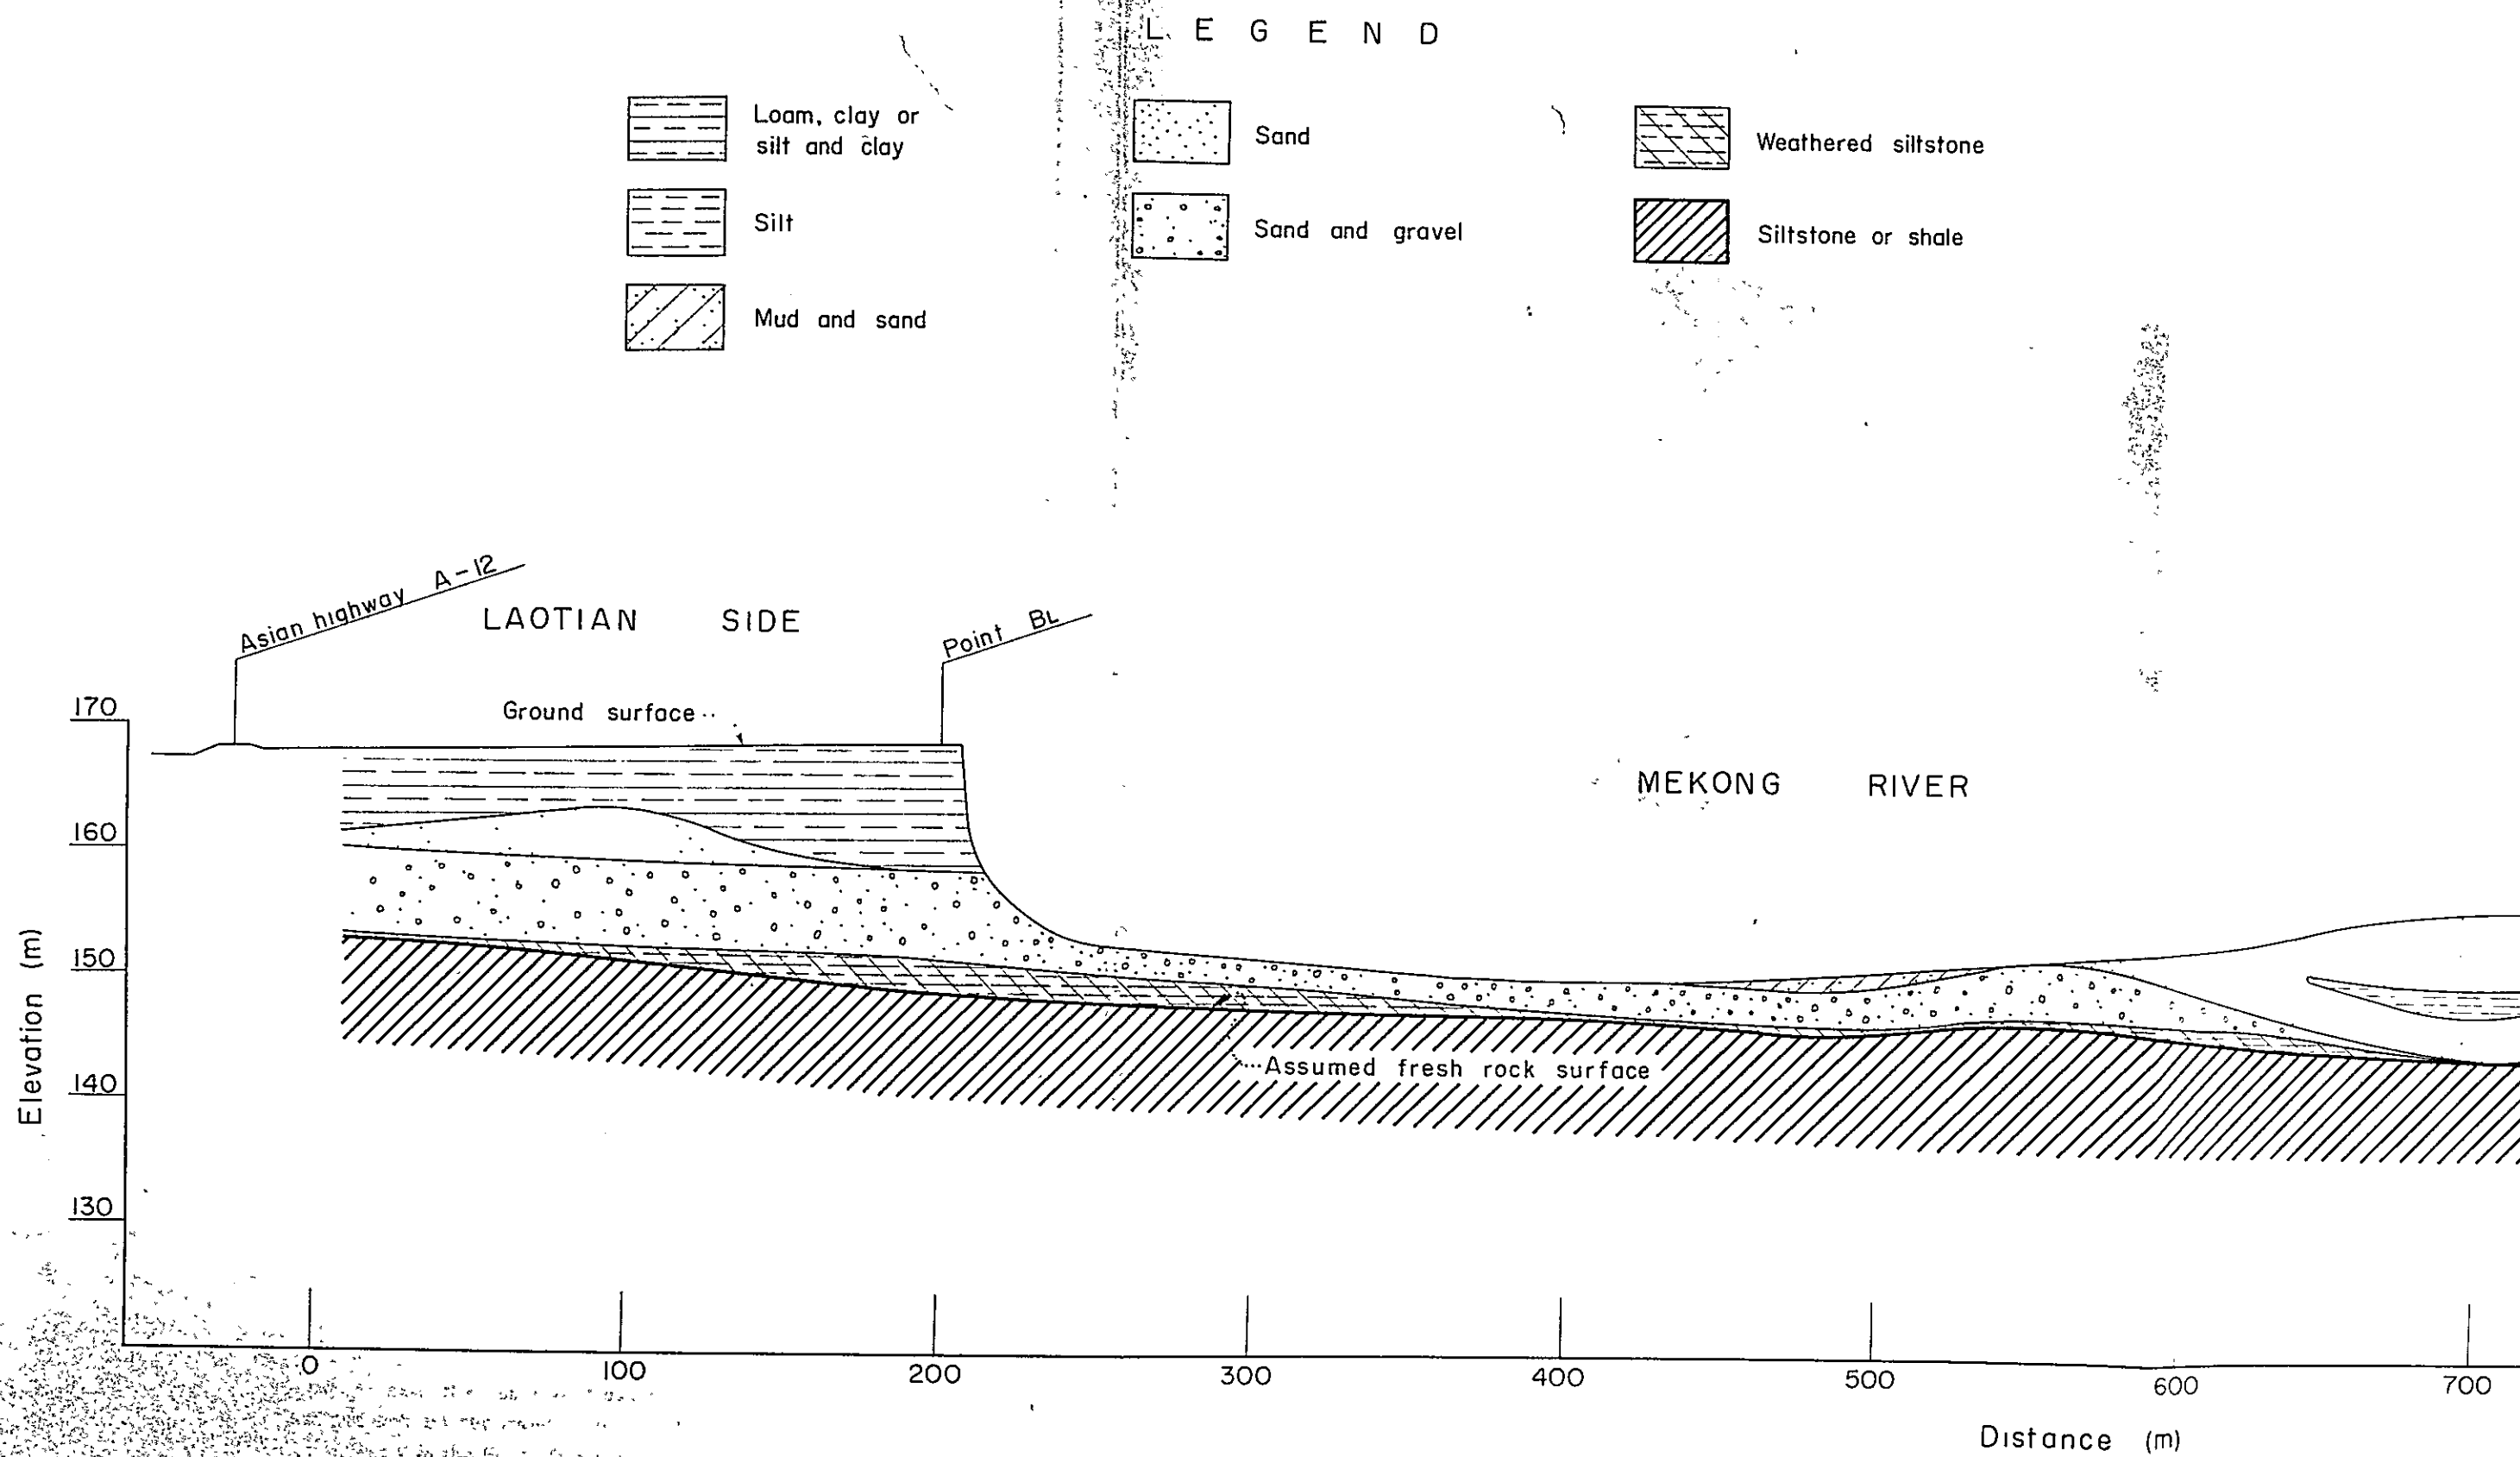 LEGEND
Loam, clay or
silt and clay
Silt
Mud and sand
Sand
Sand and gravel
Weathered siltstone
Siltstone or shale
Asian highway A-12
LAOTIAN SIDE
Point BL
Ground surface
MEKONG RIVER
Assumed fresh rock surface
Elevation (m)
170
160
150
140
130
0 100 200 300 400 500 600 700
Distance (m)